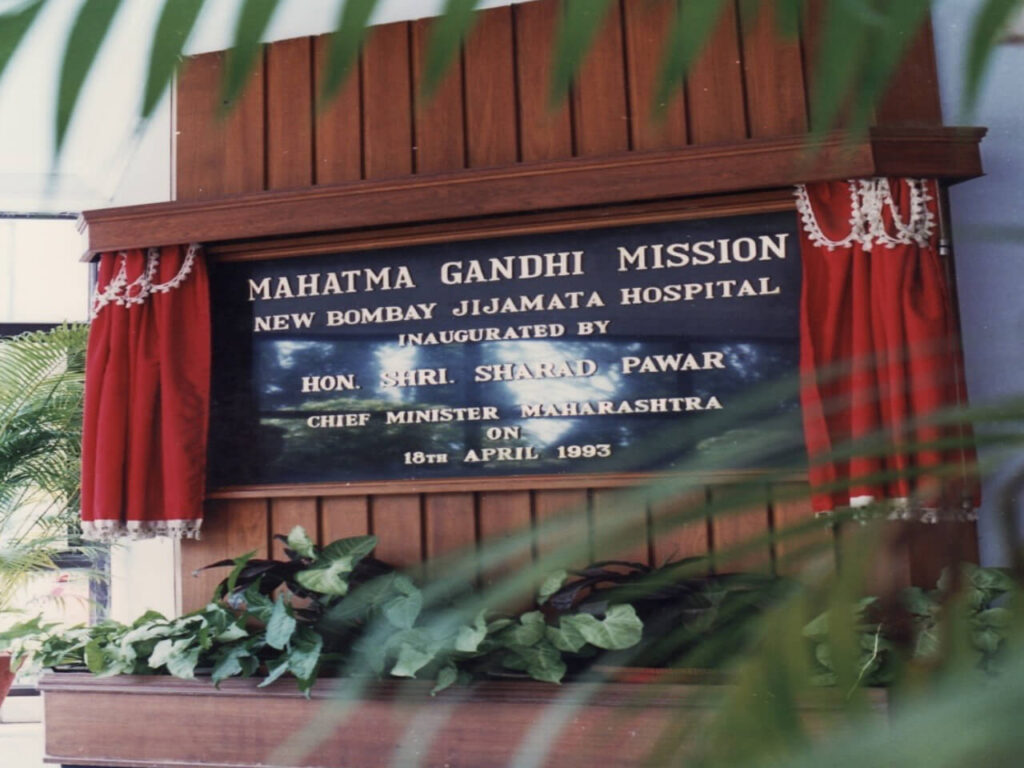 MAHATMA GANDHI MISSION
NEW BOMBAY JIJAMATA HOSPITAL
INAUGURATED BY
HON. SHRI. SHARAD PAWAR
CHIEF MINISTER MAHARASHTRA
ON
18TH APRIL 1993